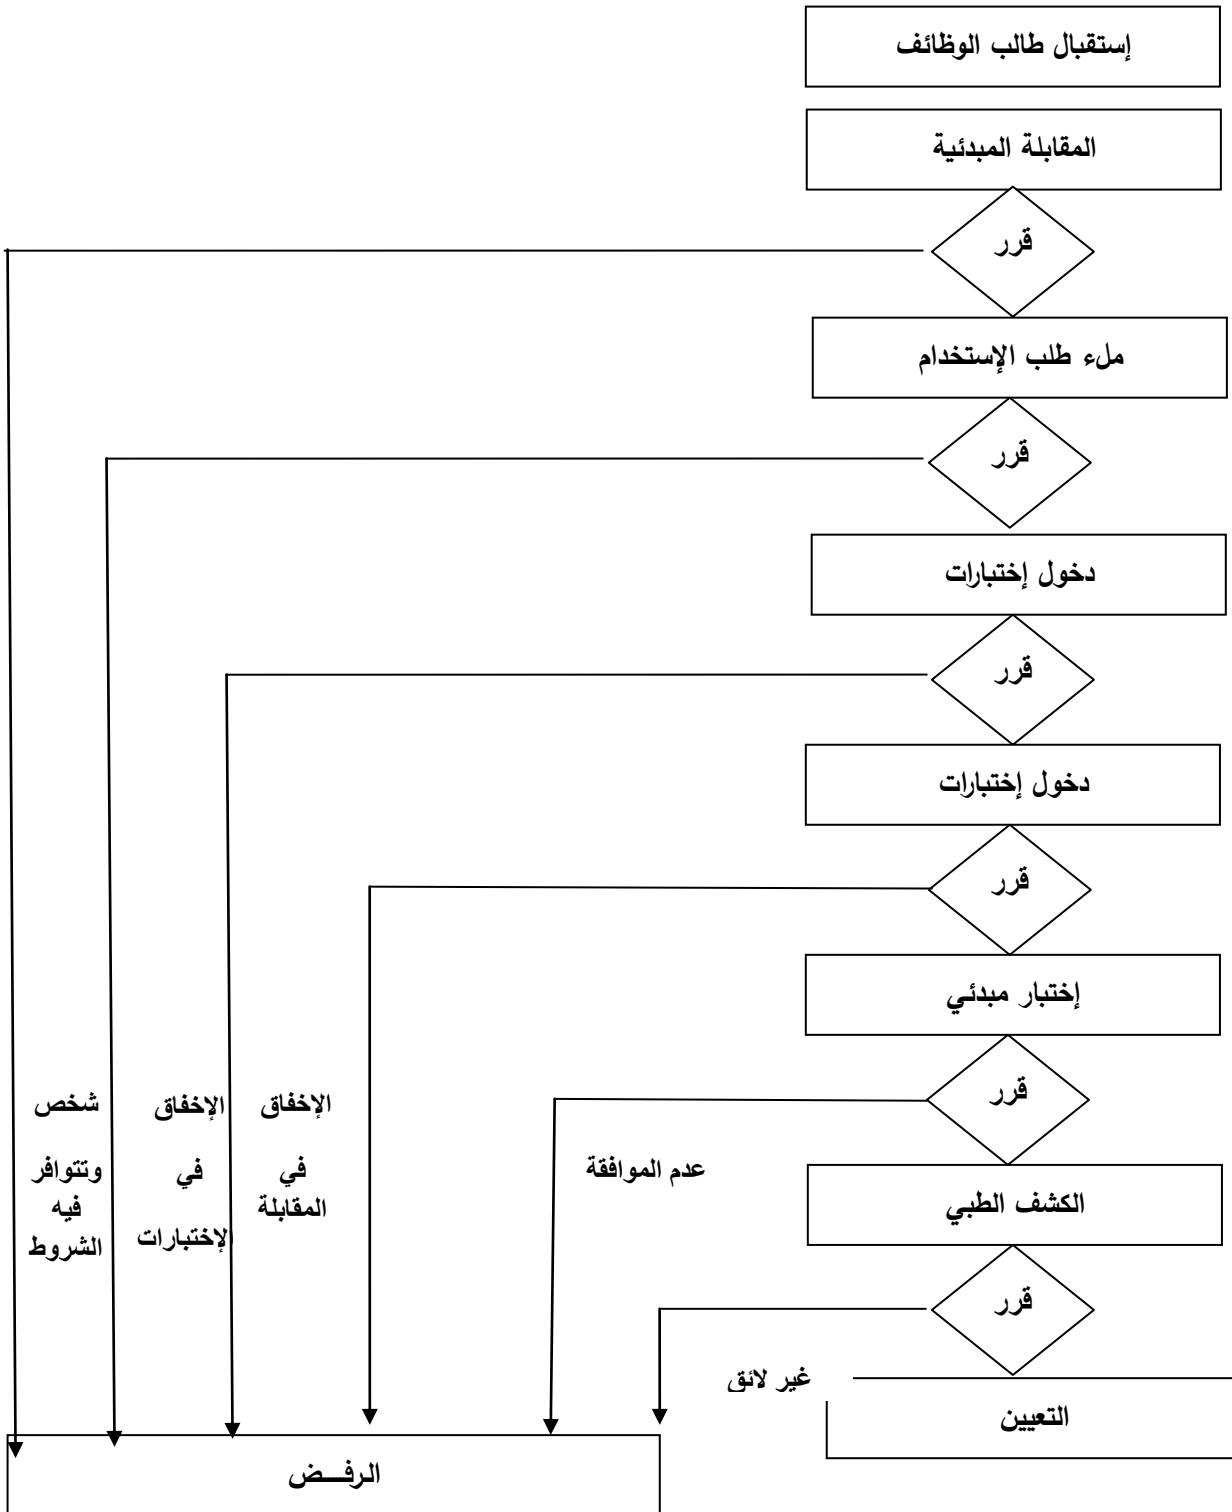 إستقبال طالب الوظائف
المقابلة المبدئية
قرر
ملء طلب الإستخدام
قرر
دخول إختبارات
قرر
دخول إختبارات
قرر
إختبار مبدئي
قرر
الكشف الطبي
قرر
التعيين
غير لائق
عدم الموافقة
الإخفاق
في
المقابلة
الإخفاق
في
الإختبارات
شخص
وتتوافر
فيه
الشروط
الرفـــض